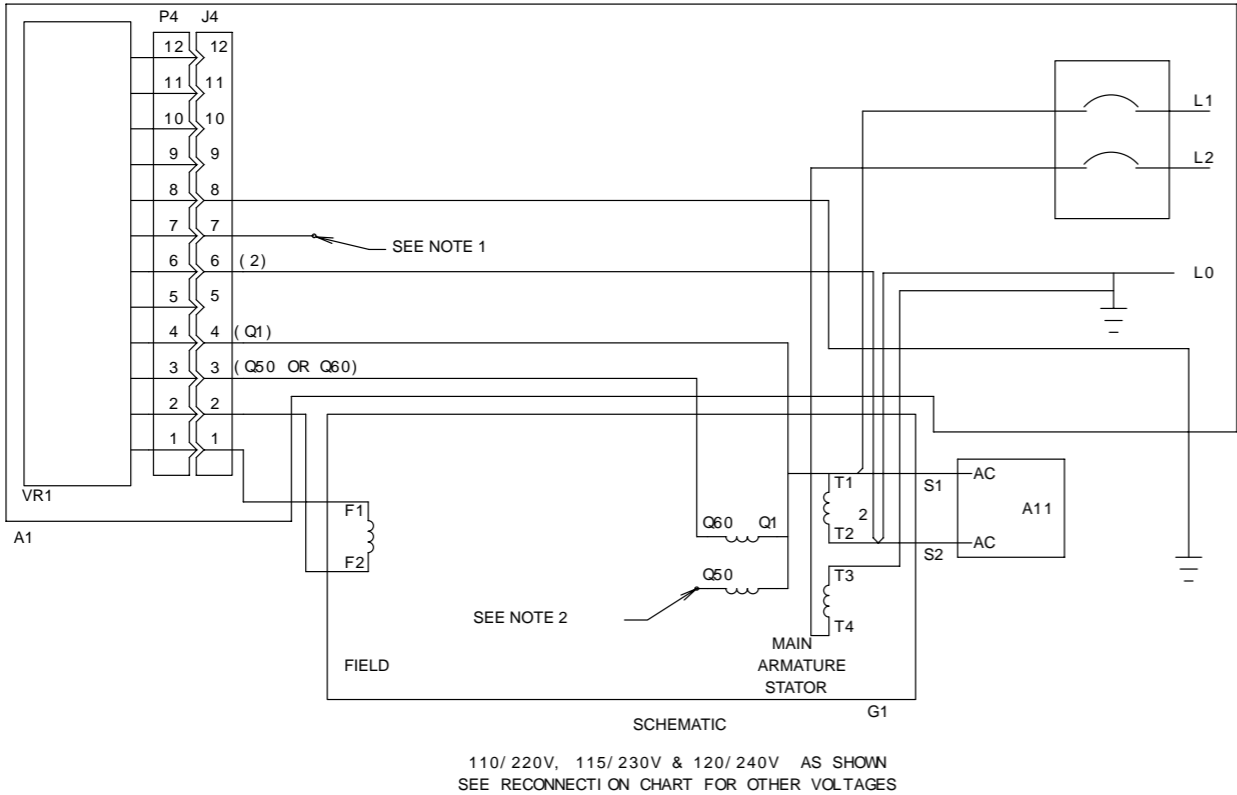 P4 J4
12 12
11 11
10 10
9 9
8 8
7 7
SEE NOTE 1
6 6 (2)
5 5
4 4 (Q1)
3 3 (Q50 OR Q60)
2 2
1 1
VR1
A1
L1
L2
L0
F1
F2
Q60 Q1
Q50
SEE NOTE 2
T1
2
T2
T3
T4
S1
S2
AC
A11
AC
FIELD
MAIN
ARMATURE
STATOR
G1
SCHEMATIC
110/220V, 115/230V & 120/240V AS SHOWN
SEE RECONNECTION CHART FOR OTHER VOLTAGES